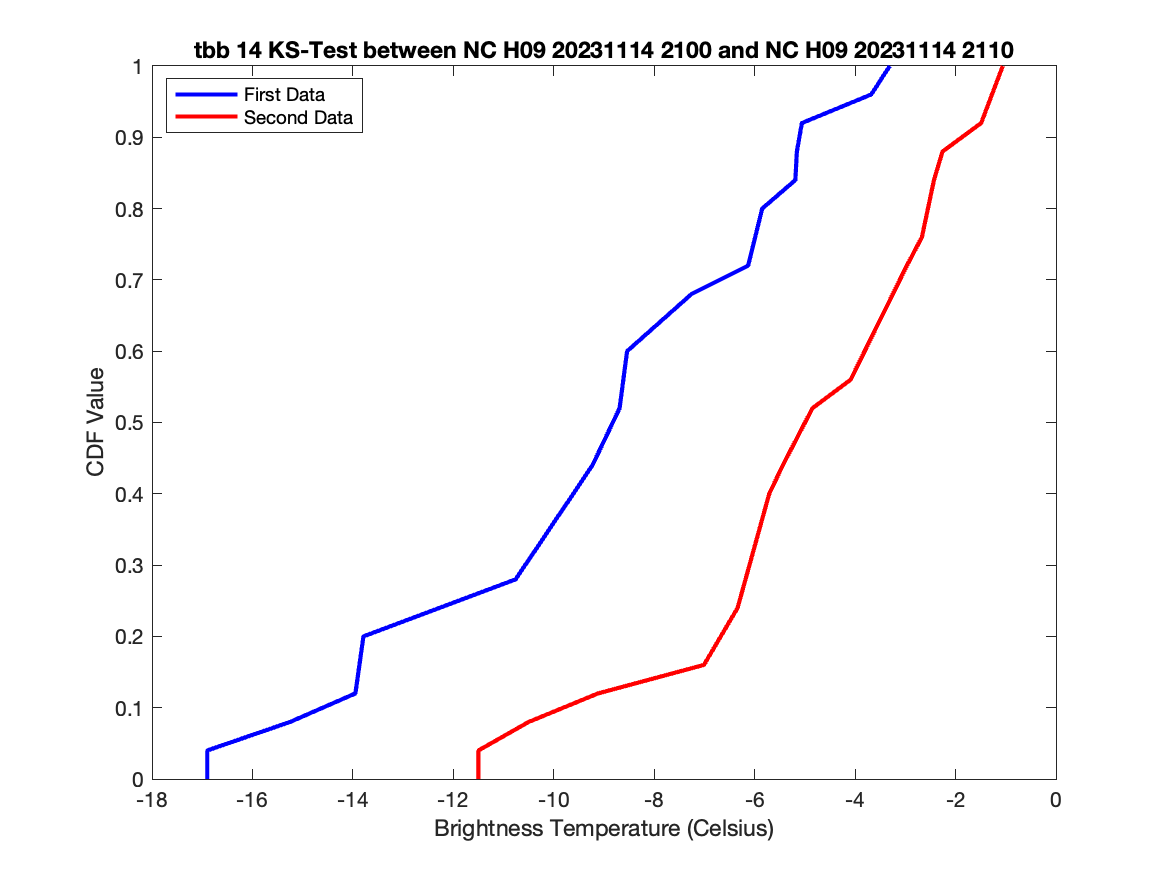 tbb 14 KS-Test between NC H09 20231114 2100 and NC H09 20231114 2110
First Data
Second Data
1
0.9
0.8
0.7
0.6
0.5
0.4
0.3
0.2
0.1
0
CDF Value
-18 -16 -14 -12 -10 -8 -6 -4 -2 0
Brightness Temperature (Celsius)